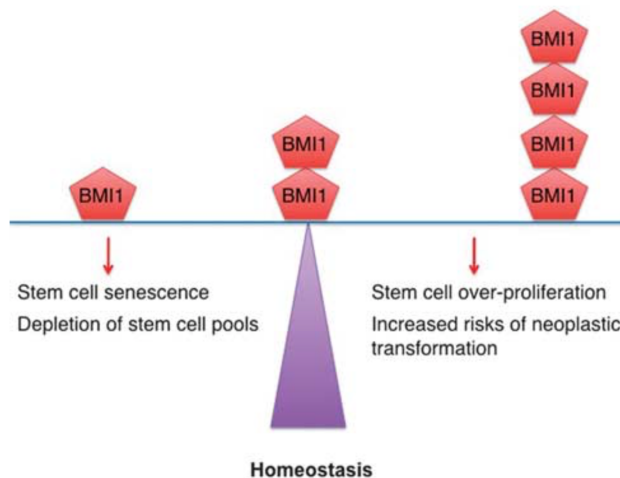 BMI1
BMI1
BMI1
BMI1
BMI1
BMI1
BMI1
Stem cell senescence
Depletion of stem cell pools
Stem cell over-proliferation
Increased risks of neoplastic
transformation
Homeostasis